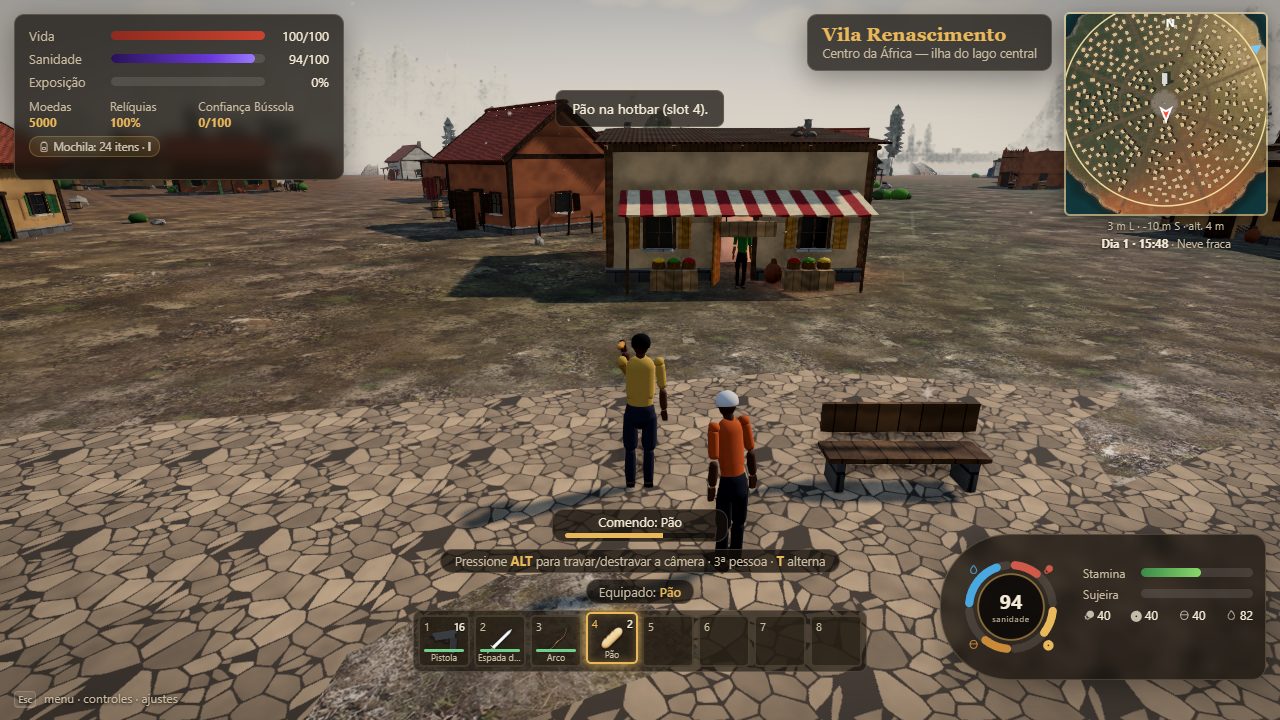 Vida 100/100
Sanidade 94/100
Exposição 0%
Moedas Relíquias Confiança Bússola
5000 100% 0/100
Mochila: 24 itens · I
Pão na hotbar (slot 4).
Vila Renascimento
Centro da África — ilha do lago central
N
3 m L · -10 m S · alt. 4 m
Dia 1 · 15:48 · Neve fraca
Comendo: Pão
Pressione ALT para travar/destravar a câmera · 3ª pessoa · T alterna
Equipado: Pão
1 16 2 3 4 2 5 6 7 8
Pistola Espada d... Arco Pão
94
sanidade
Stamina
Sujeira
40 40 40 82
Esc menu · controles · ajustes